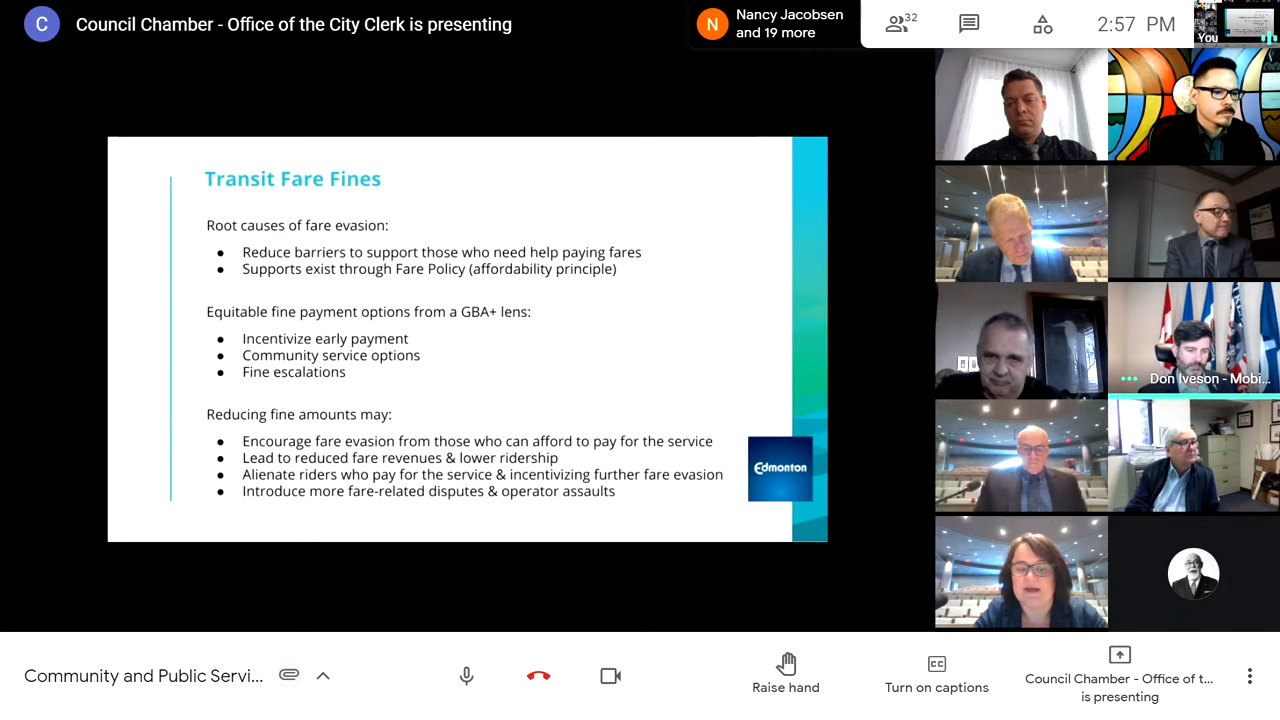 C
Council Chamber - Office of the City Clerk is presenting
N
Nancy Jacobsen
and 19 more
32
2:57 PM
You
Transit Fare Fines
Root causes of fare evasion:
● Reduce barriers to support those who need help paying fares
● Supports exist through Fare Policy (affordability principle)
Equitable fine payment options from a GBA+ lens:
● Incentivize early payment
● Community service options
● Fine escalations
Reducing fine amounts may:
● Encourage fare evasion from those who can afford to pay for the service
● Lead to reduced fare revenues & lower ridership
● Alienate riders who pay for the service & incentivizing further fare evasion
● Introduce more fare-related disputes & operator assaults
Edmonton
Don Iveson - Mobi...
Community and Public Servi...
Raise hand
CC
Turn on captions
Council Chamber - Office of t...
is presenting